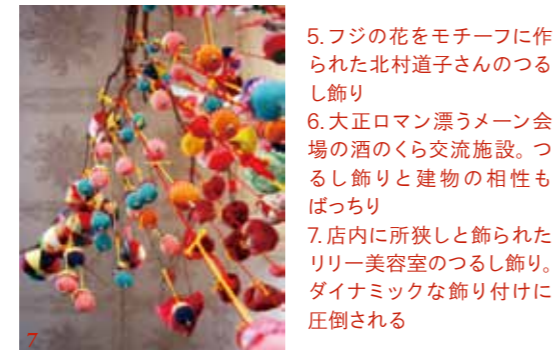 5.フジの花をモチーフに作
られた北村道子さんのつる
し飾り
6.大正ロマン漂うメーン会
場の酒のくら交流施設。つ
るし飾りと建物の相性も
ばっちり
7.店内に所狭しと飾られた
リリー美容室のつるし飾り。
ダイナミックな飾り付けに
圧倒される
7